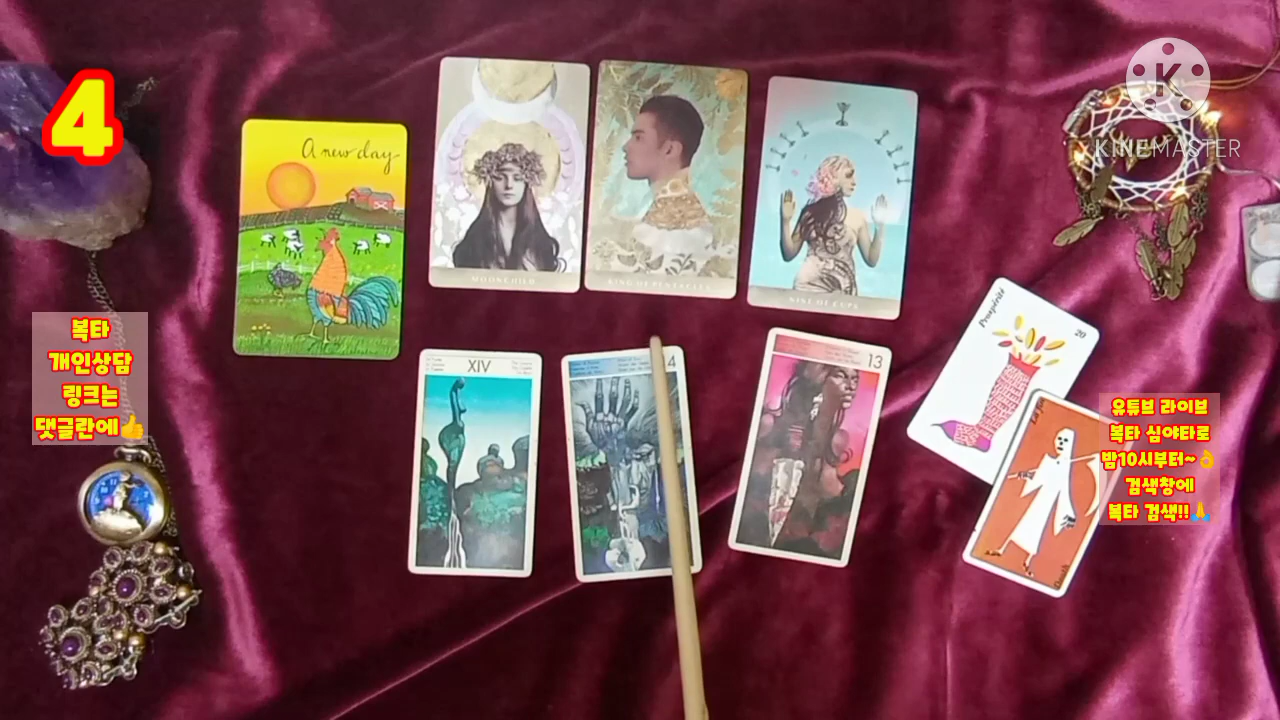 4
A new day
MOONCHILD
KING OF PENTACLES
NINE OF CUPS
K
KINEMASTER
XIV
4
13
Prospérité
20
Death
복타
개인상담
링크는
댓글란에👍
유튜브 라이브
복타 심야타로
밤10시부터~👌
검색창에
복타 검색!!🙏